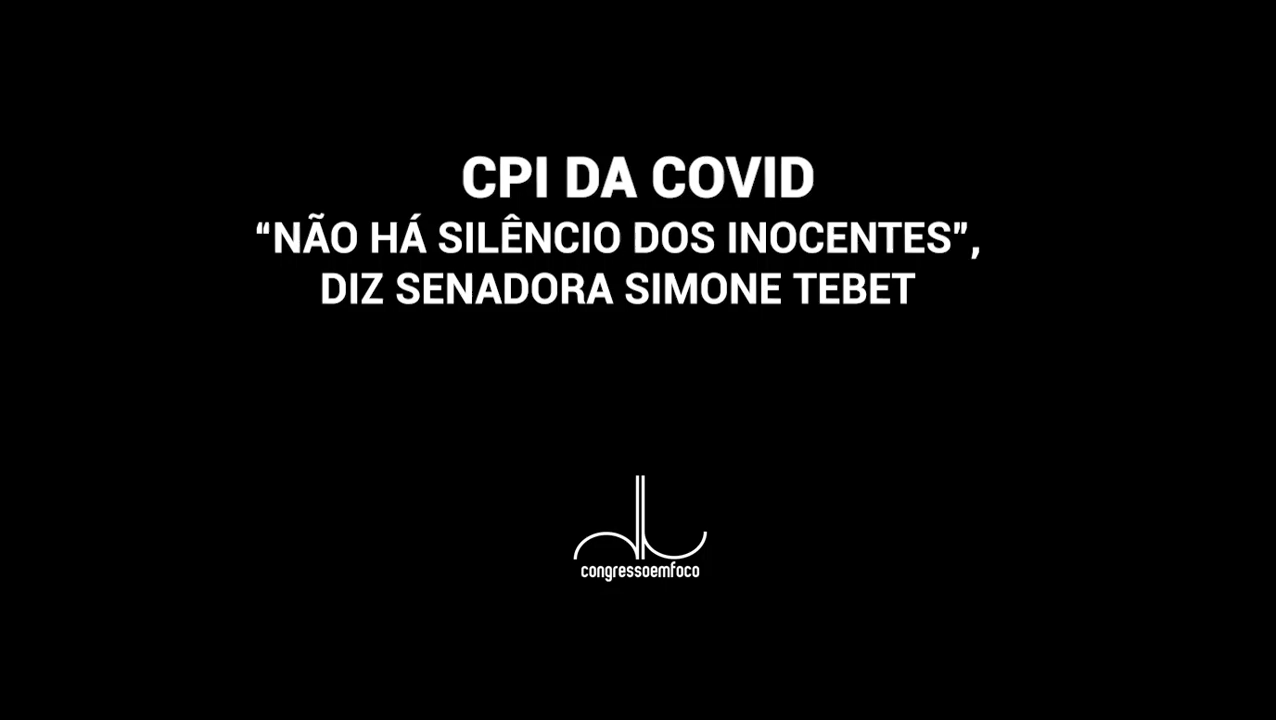 CPI DA COVID
“NÃO HÁ SILÊNCIO DOS INOCENTES”,
DIZ SENADORA SIMONE TEBET
congressoemfoco